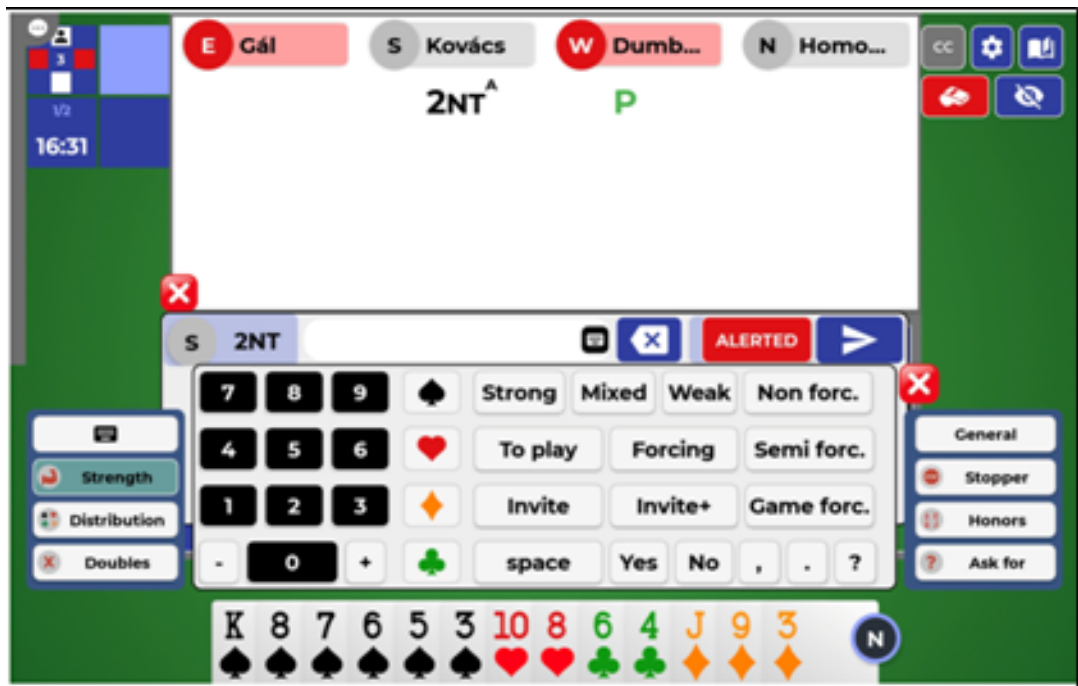 E Gál S Kovács W Dumb... N Homo... CC
3
2NT^A P
1/2
16:31
S 2NT ALERTED
7 8 9 ♠ Strong Mixed Weak Non forc.
4 5 6 ♥ To play Forcing Semi forc.
1 2 3 ♦ Invite Invite+ Game forc.
- 0 + ♣ space Yes No , . ?
Strength
Distribution
Doubles
General
Stopper
Honors
? Ask for
K 8 7 6 5 3 10 8 6 4 J 9 3 N
♠ ♠ ♠ ♠ ♠ ♠ ♥ ♥ ♣ ♣ ♦ ♦ ♦